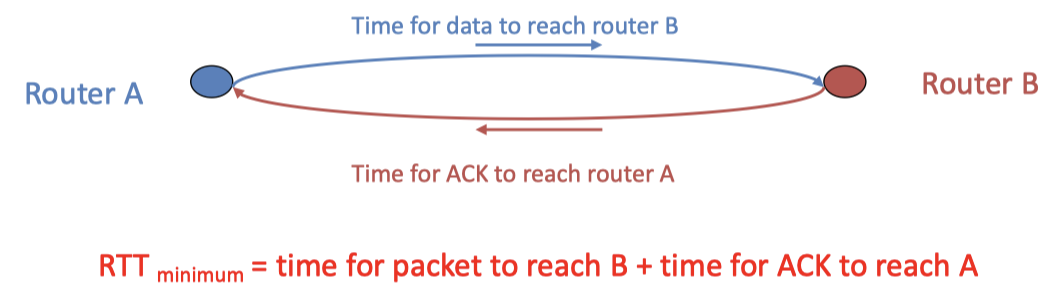 Time for data to reach router B
Router A
Router B
Time for ACK to reach router A
RTT minimum = time for packet to reach B + time for ACK to reach A